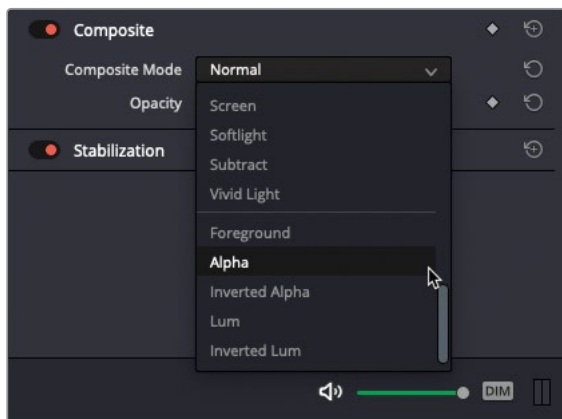 Composite
Composite Mode Normal
Opacity
Screen
Softlight
Stabilization
Subtract
Vivid Light
Foreground
Alpha
Inverted Alpha
Lum
Inverted Lum
DIM